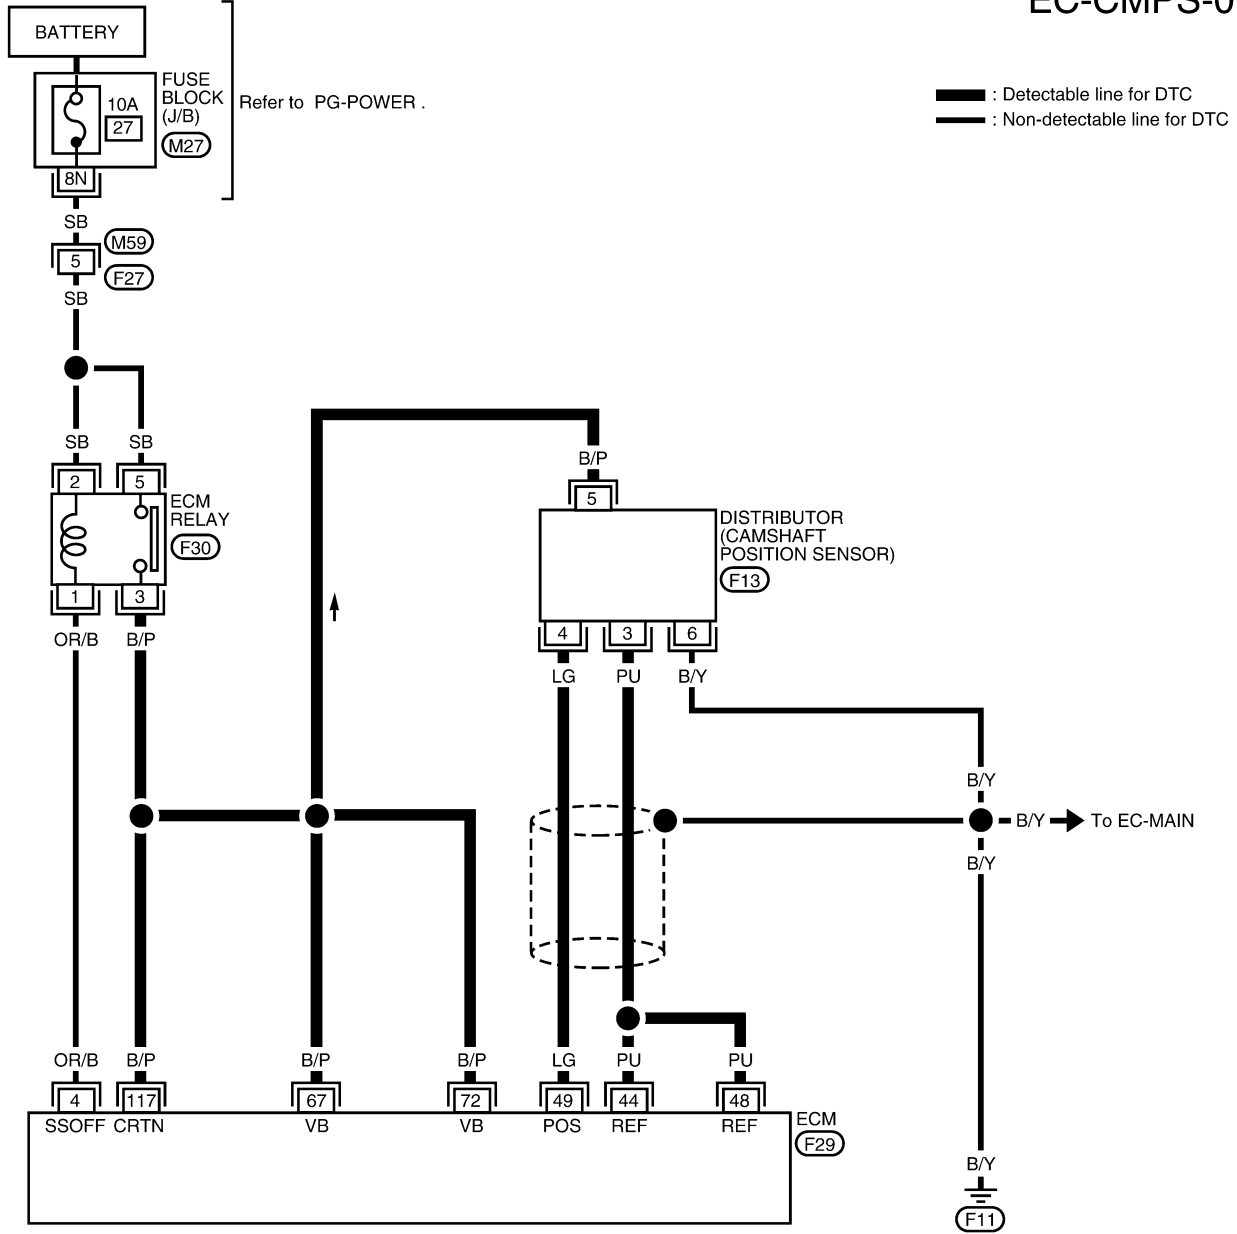 EC-CMPS-0
BATTERY
FUSE
BLOCK
(J/B)
10A
27
M27
Refer to PG-POWER .
: Detectable line for DTC
: Non-detectable line for DTC
8N
SB
M59
5
F27
SB
SB SB
2 5
ECM
RELAY
F30
1 3
OR/B B/P
B/P
5
DISTRIBUTOR
(CAMSHAFT
POSITION SENSOR)
F13
4 3 6
LG PU B/Y
B/Y
B/Y To EC-MAIN
B/Y
OR/B B/P B/P B/P LG PU PU
4 117 67 72 49 44 48
SSOFF CRTN VB VB POS REF REF
ECM
F29
B/Y
F11